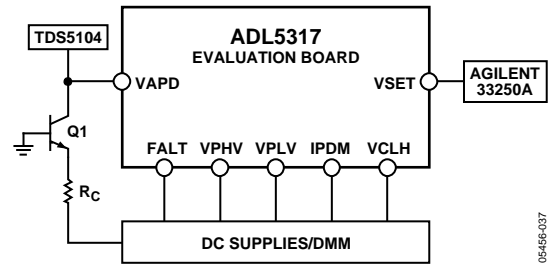 TDS5104
ADL5317
EVALUATION BOARD
VAPD
VSET
AGILENT
33250A
Q1
FALT VPHV VPLV IPDM VCLH
RC
DC SUPPLIES/DMM
05456-037